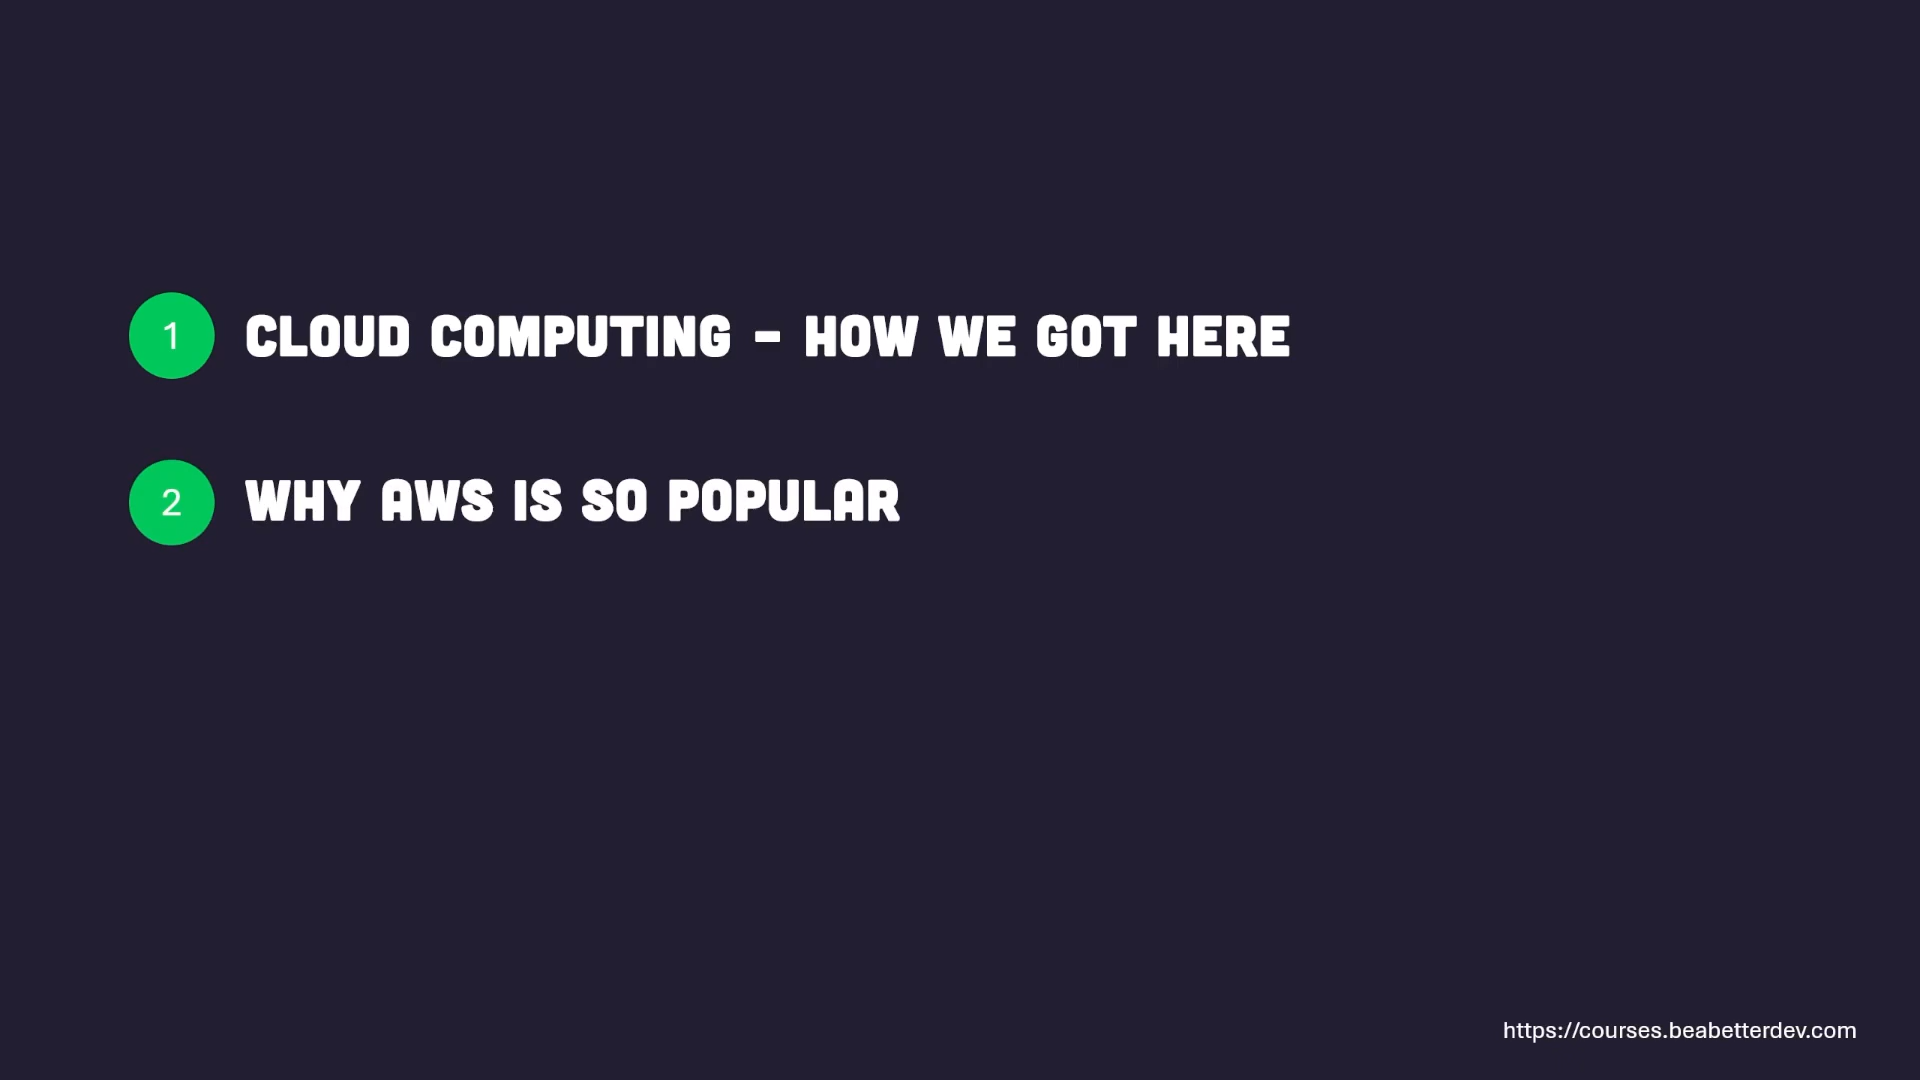 1 CLOUD COMPUTING - HOW WE GOT HERE
2 WHY AWS IS SO POPULAR
https://courses.beabetterdev.com